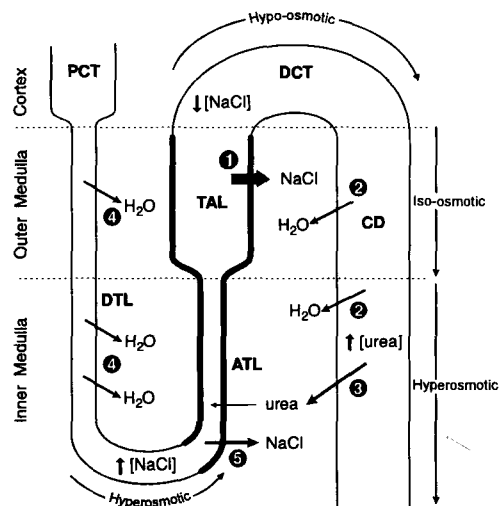 Hypo-osmotic
PCT
DCT
Cortex
↓ [NaCl]
Outer Medulla
❶
NaCl
❷
❹
H₂O
TAL
H₂O
CD
Iso-osmotic
Inner Medulla
DTL
H₂O
❷
❹
H₂O
ATL
↑ [urea]
H₂O
urea
❸
Hyperosmotic
↑ [NaCl]
❺
NaCl
Hyperosmotic